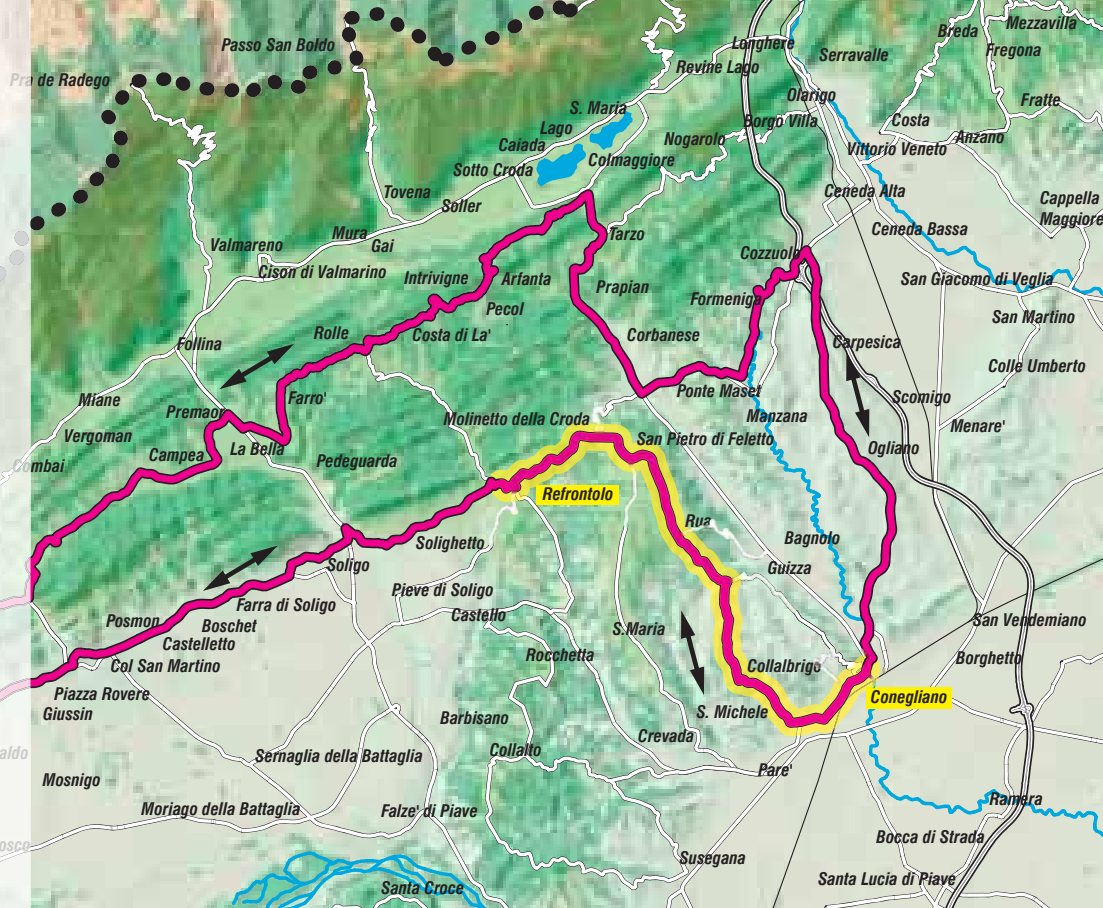 Mezzavilla
Breda
Passo San Boldo
Longhere
Fregona
Serravalle
Revine Lago
Pra de Radego
Olarigo
Fratte
S. Maria
Costa
Borgo Villa
Lago
Anzano
Nogarolo
Caiada
Vittorio Veneto
Colmaggiore
Sotto Croda
Tovena
Ceneda Alta
Cappella
Maggiore
Soller
Ceneda Bassa
Mura
Tarzo
Gai
Valmareno
Cozzuolo
Cison di Valmarino
Intrivigne
Arfanta
San Giacomo di Veglia
Prapian
Formeniga
Pecol
San Martino
Rolle
Costa di La'
Corbanese
Carpesica
Follina
Colle Umberto
Ponte Maset
Farro'
Scomigo
Miane
Premaor
Manzana
Molinetto della Croda
Menare'
Vergoman
La Bella
San Pietro di Feletto
Ogliano
Campea
Pedeguarda
Combai
Refrontolo
Rua
Bagnolo
Solighetto
Soligo
Guizza
Pieve di Soligo
Farra di Soligo
Castello
Posmon
Boschet
S.Maria
San Vendemiano
Castelletto
Rocchetta
Borghetto
Col San Martino
Collalbrigo
Piazza Rovere
Conegliano
Giussin
S. Michele
Barbisano
Crevada
aldo
Sernaglia della Battaglia
Collalto
Pare'
Mosnigo
Ramera
Moriago della Battaglia
Falze' di Piave
Bocca di Strada
osco
Susegana
Santa Croce
Santa Lucia di Piave